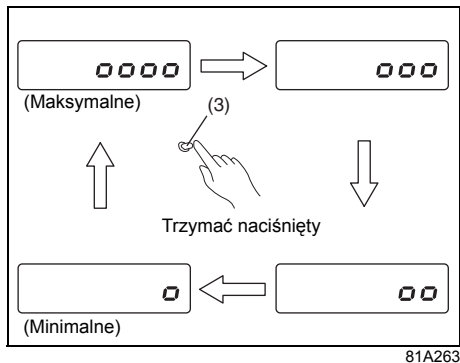 oooo
ooo
(Maksymalne)
(3)
Trzymać naciśnięty
o
oo
(Minimalne)
81A263